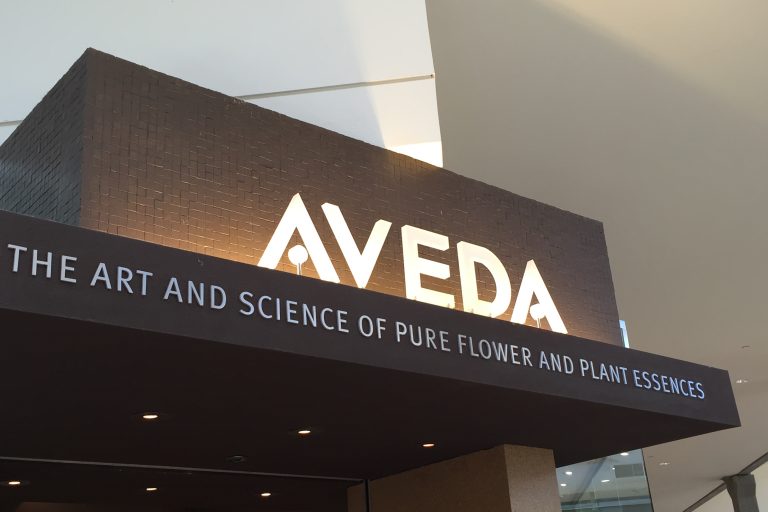 AVEDA
THE ART AND SCIENCE OF PURE FLOWER AND PLANT ESSENCES